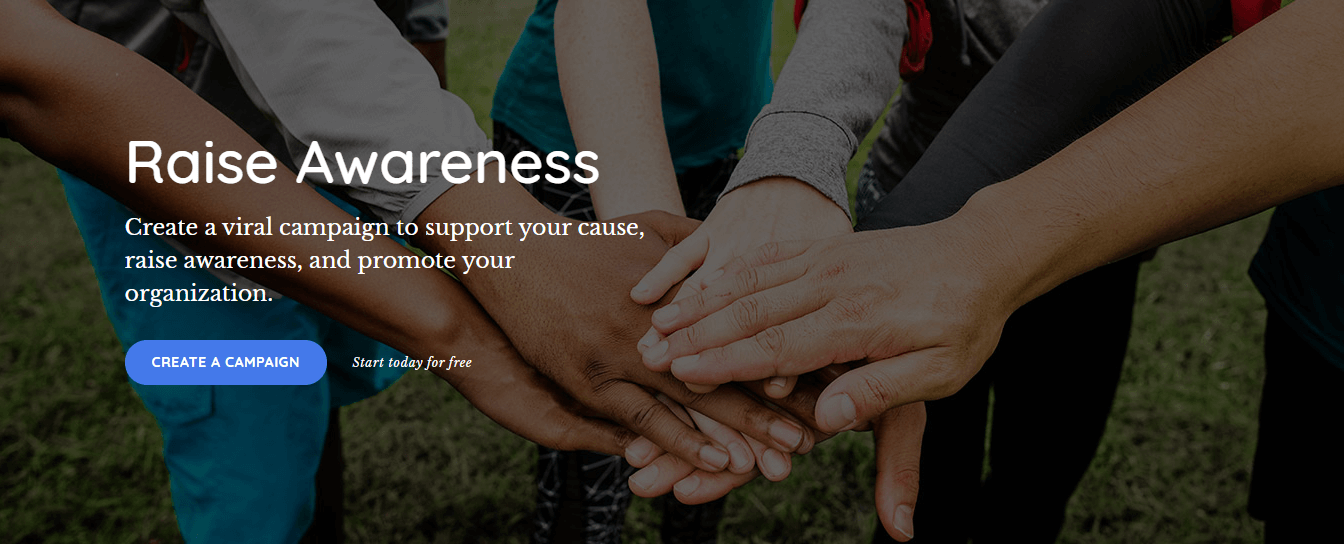 Raise Awareness
Create a viral campaign to support your cause,
raise awareness, and promote your
organization.
CREATE A CAMPAIGN
Start today for free